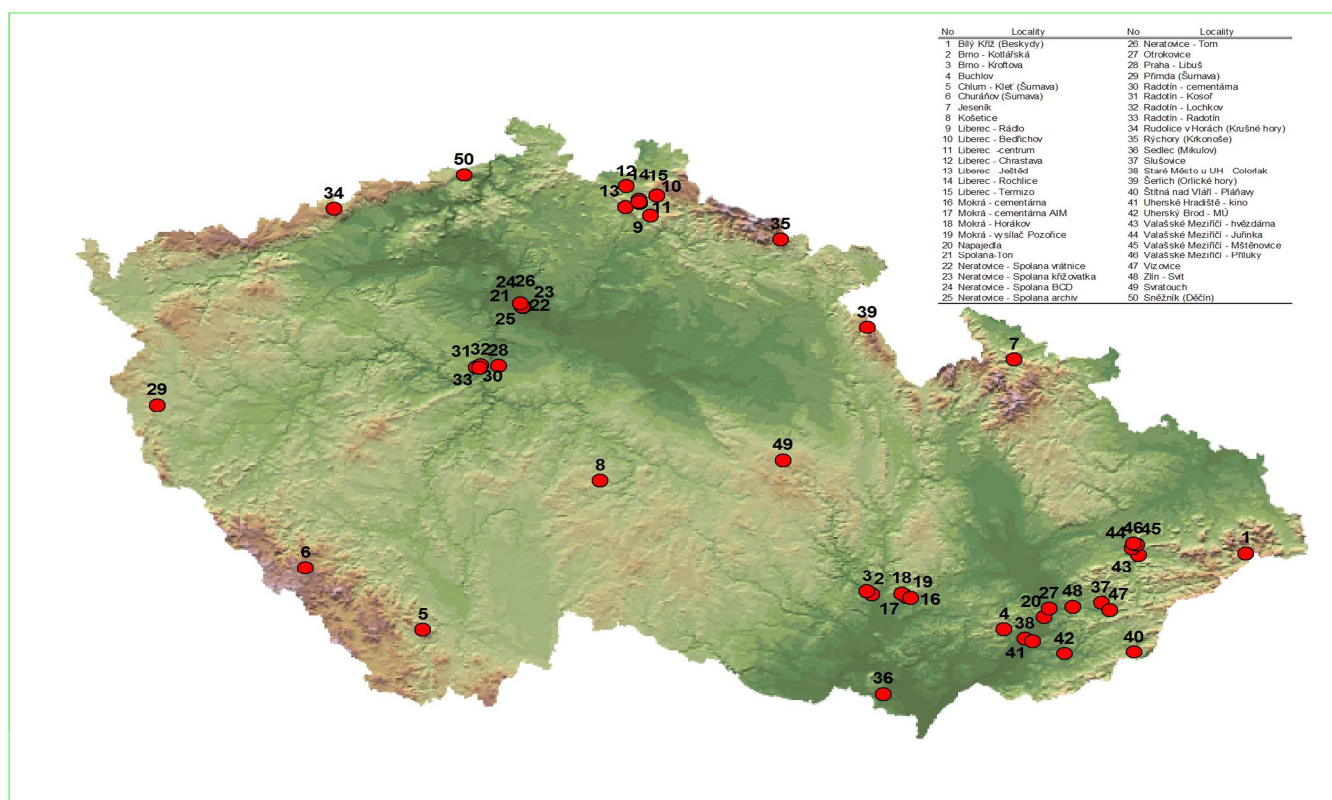 No Locality No Locality
1 Bílý Kříž (Beskydy) 26 Neratovice - Tom
2 Brno - Kotlářská 27 Otrokovice
3 Brno - Kroftova 28 Praha - Libuš
4 Buchlov 29 Přimda (Šumava)
5 Chlum - Kleť (Šumava) 30 Radotín - cementárna
6 Churáňov (Šumava) 31 Radotín - Kosoř
7 Jeseník 32 Radotín - Lochkov
8 Košetice 33 Radotín - Radotín
9 Liberec - Rádlo 34 Rudolice v Horách (Krušné hory)
10 Liberec - Bedřichov 35 Rýchory (Krkonoše)
11 Liberec -centrum 36 Sedlec (Mikulov)
12 Liberec - Chrastava 37 Slušovice
13 Liberec - Ještěd 38 Staré Město u UH - Colorlak
14 Liberec - Rochlice 39 Šerlich (Orlické hory)
15 Liberec - Termizo 40 Štítná nad Vláří - Pláňavy
16 Mokrá - cementárna 41 Uherské Hradiště - kino
17 Mokrá - cementárna AIM 42 Uherský Brod - MÚ
18 Mokrá - Horákov 43 Valašské Meziříčí - hvězdárna
19 Mokrá - vysílač Pozořice 44 Valašské Meziříčí - Juřinka
20 Napajedla 45 Valašské Meziříčí - Mštěnovice
21 Spolana-Ton 46 Valašské Meziříčí - Příluky
22 Neratovice - Spolana vrátnice 47 Vizovice
23 Neratovice - Spolana křižovatka 48 Zlín - Svit
24 Neratovice - Spolana BCD 49 Svratouch
25 Neratovice - Spolana archiv 50 Sněžník (Děčín)
50
12 14 15 10
34 13 11
9
35
24 26
21 23
22
25
39
31 32 28
33 30
7
29
49
8
46
44 45
43
1
6
3 2 18 19
17 16
27 48 37
20 47
5
4 38
41 42 40
36